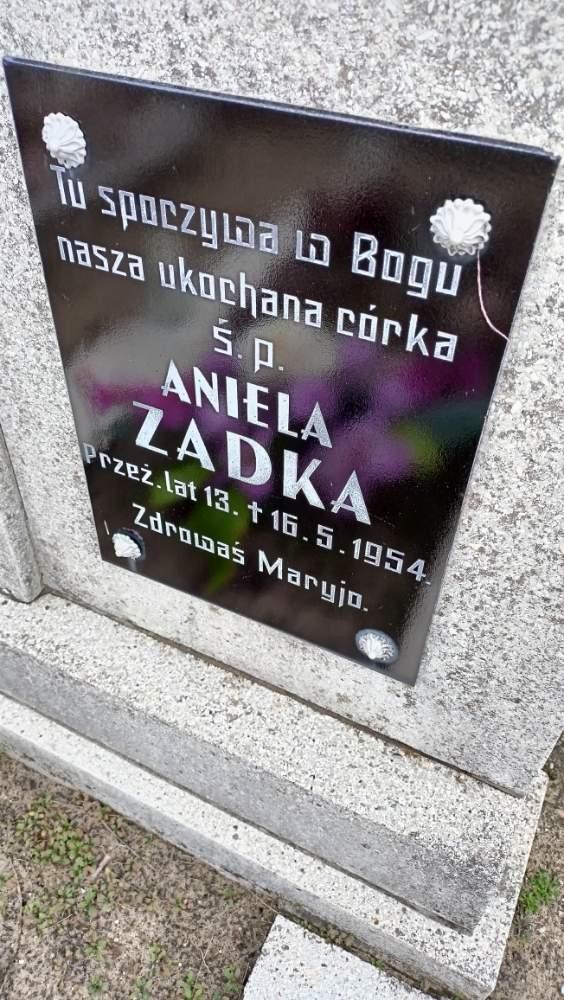 Tu spoczywa w Bogu
nasza ukochana córka
Ś. p.
ANIELA
ZADKA
Przeż. lat 13. † 16. 5. 1954.
Zdrowaś Maryjo.